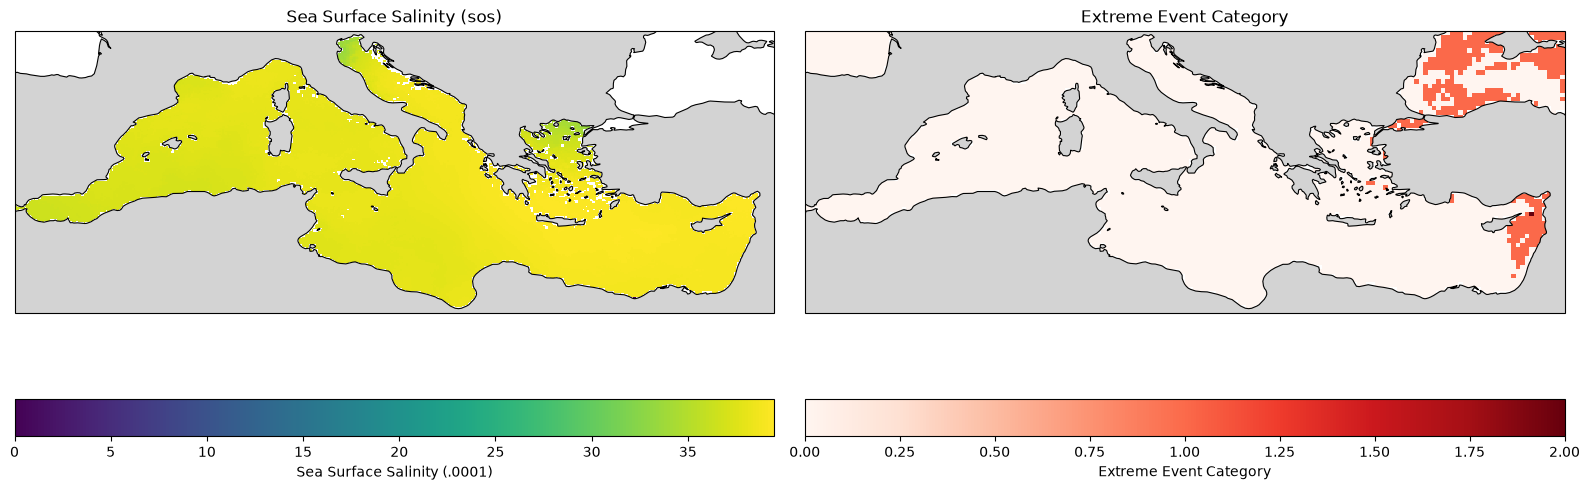 Sea Surface Salinity (sos)
Extreme Event Category
0 5 10 15 20 25 30 35
Sea Surface Salinity (.0001)
0.00 0.25 0.50 0.75 1.00 1.25 1.50 1.75 2.00
Extreme Event Category